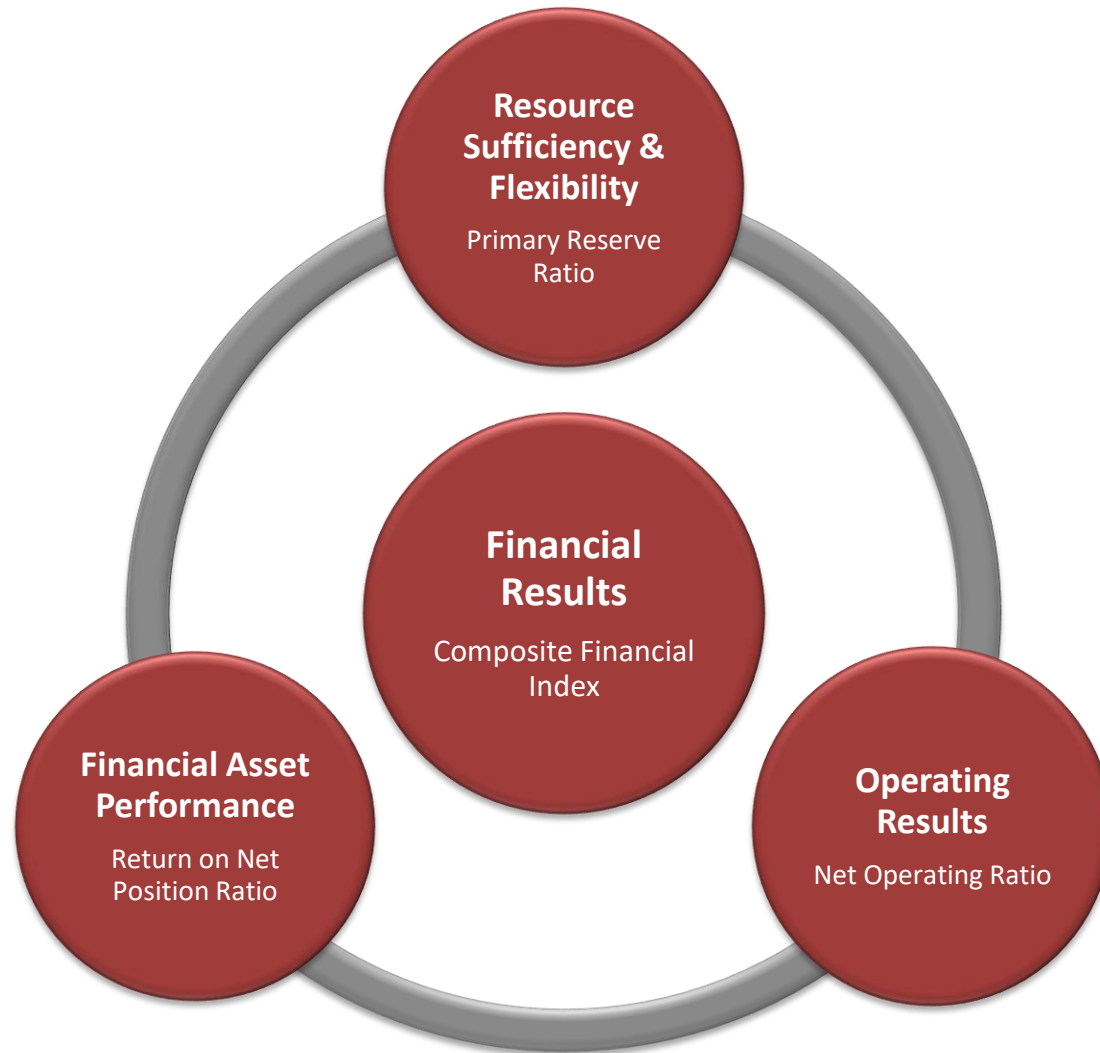 Resource
Sufficiency &
Flexibility
Primary Reserve
Ratio
Financial
Results
Composite Financial
Index
Financial Asset
Performance
Return on Net
Position Ratio
Operating
Results
Net Operating Ratio